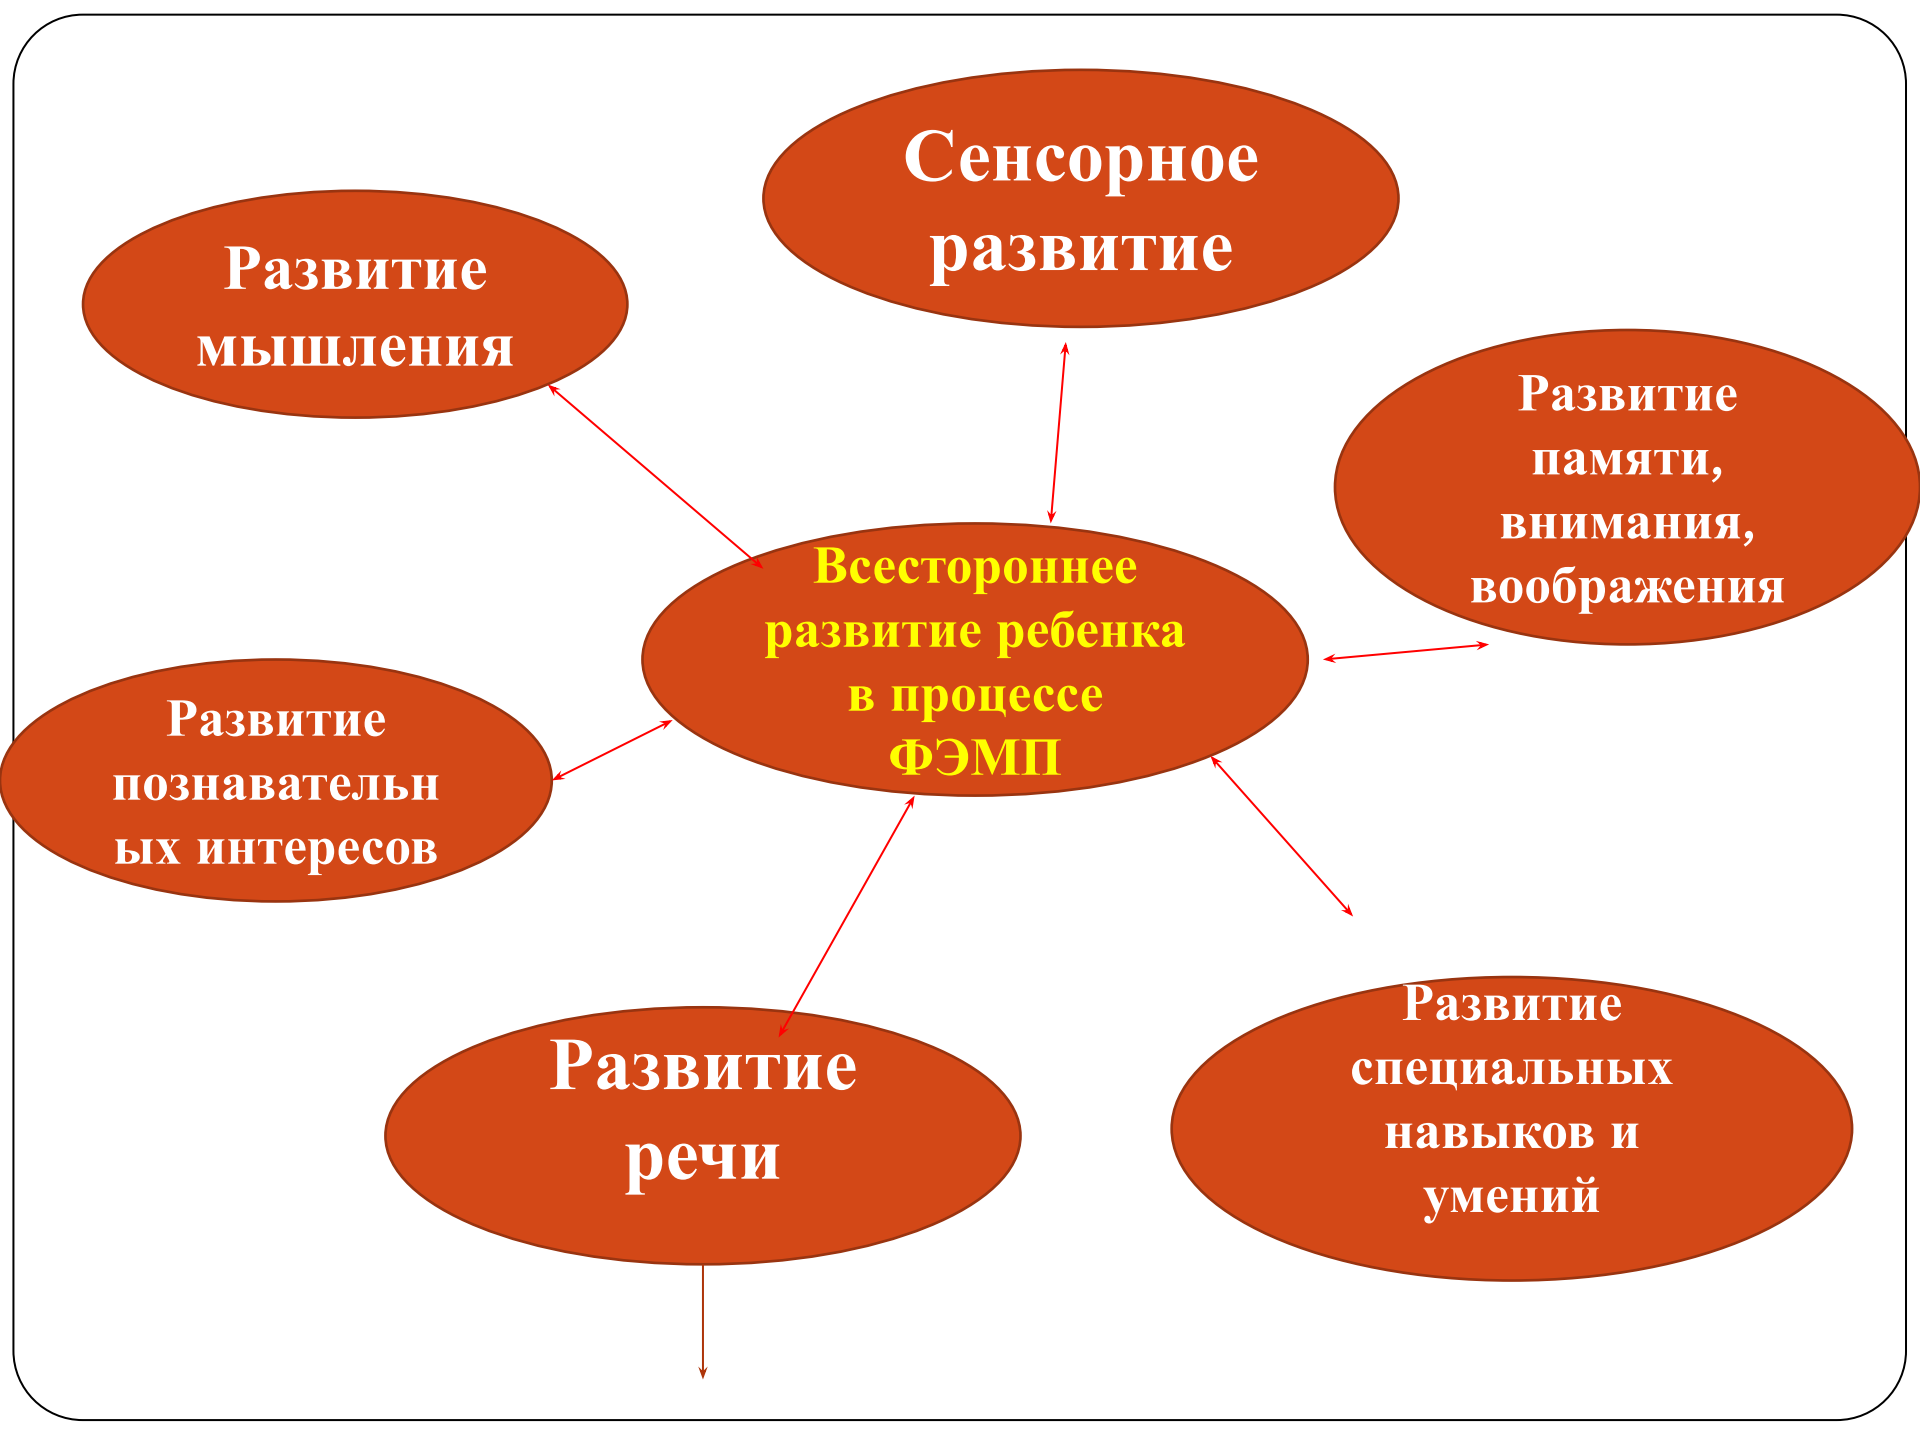 Сенсорное
развитие
Развитие
мышления
Развитие
памяти,
внимания,
воображения
Всестороннее
развитие ребенка
в процессе
ФЭМП
Развитие
познавательн
ых интересов
Развитие
речи
Развитие
специальных
навыков и
умений